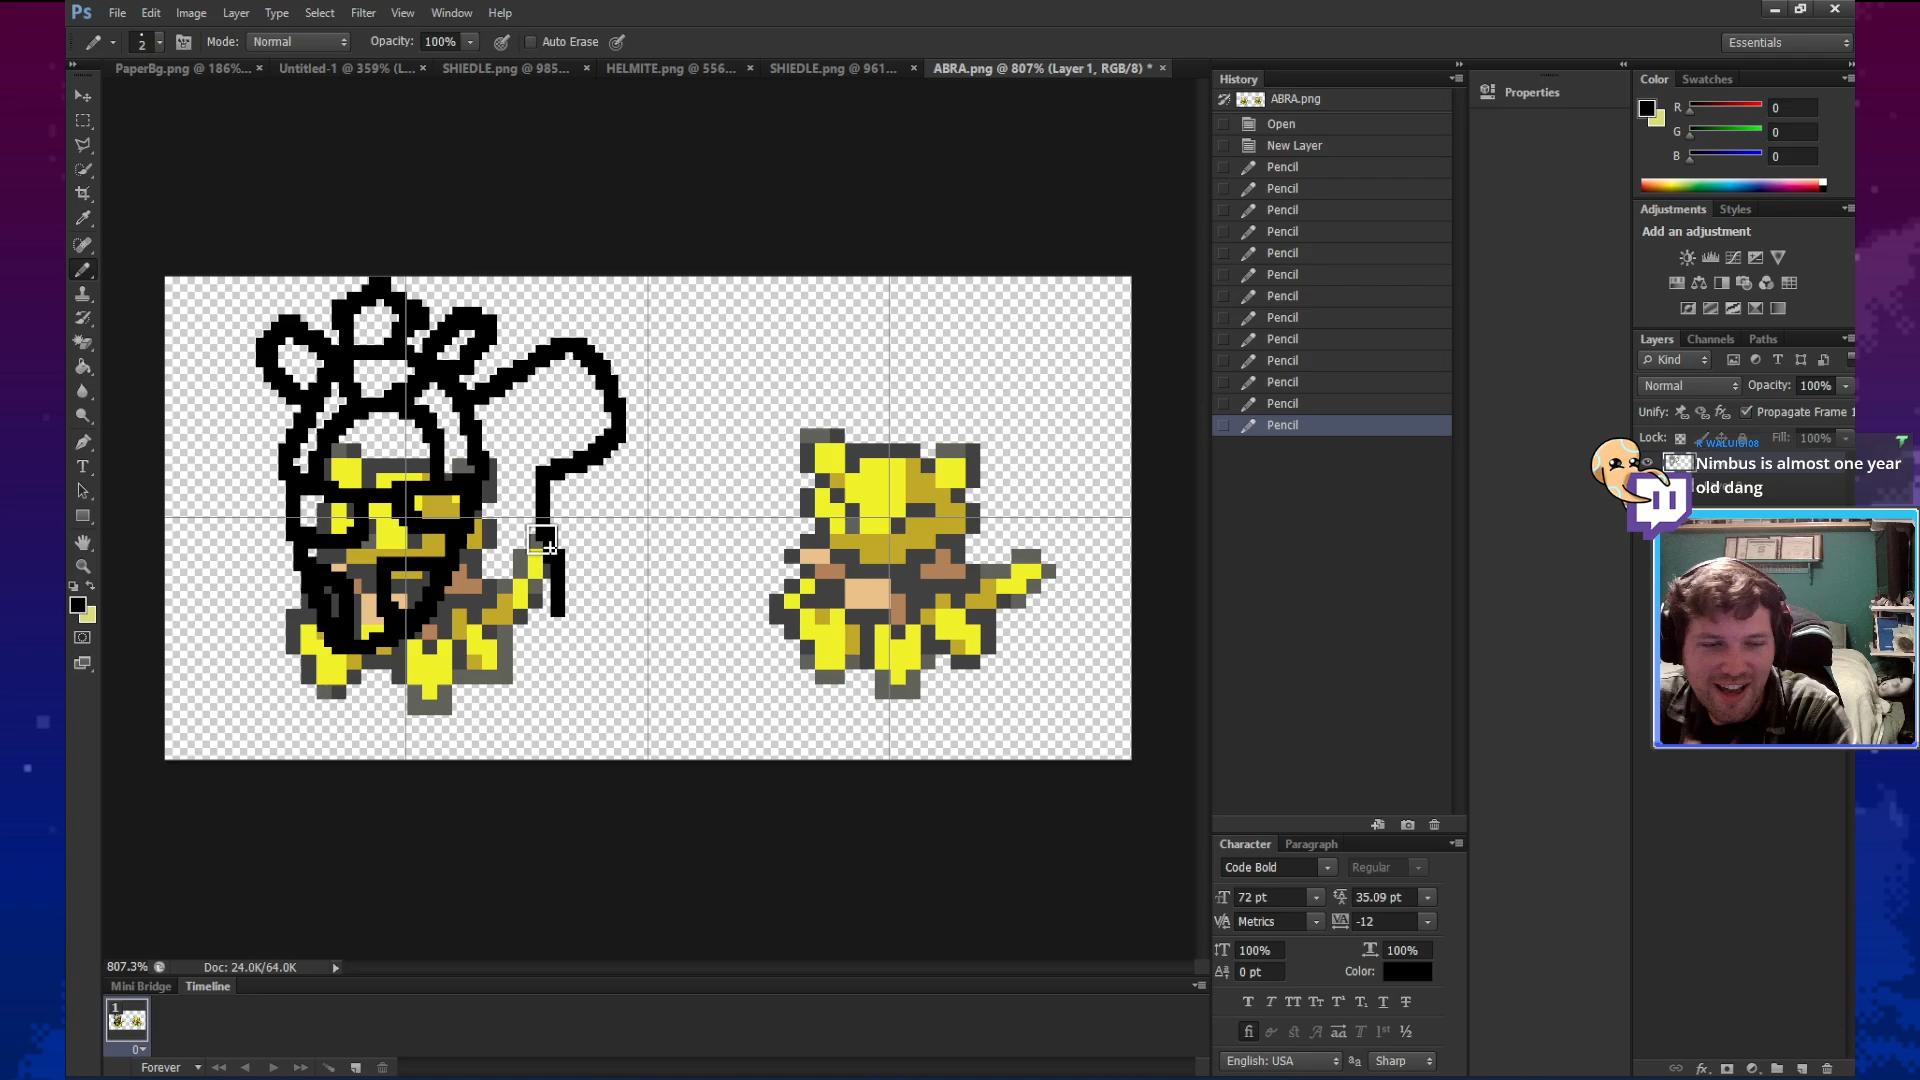 Ps File Edit Image Layer Type Select Filter View Window Help
2 Mode: Normal Opacity: 100% Auto Erase Essentials
PaperBg.png @ 186%... × Untitled-1 @ 359% (L... × SHIEDLE.png @ 985... × HELMITE.png @ 556... × SHIEDLE.png @ 961... × ABRA.png @ 807% (Layer 1, RGB/8) * ×
History
ABRA.png
Open
New Layer
Pencil
Pencil
Pencil
Pencil
Pencil
Pencil
Pencil
Pencil
Pencil
Pencil
Pencil
Pencil
Pencil
Properties
Color Swatches
R 0
G 0
B 0
Adjustments Styles
Add an adjustment
Layers Channels Paths
Kind
Normal Opacity: 100%
Unify: Propagate Frame 1
Lock: Fill: 100%
R WALUIGI08
Nimbus is almost one year
old dang
Character Paragraph
Code Bold Regular
72 pt 35.09 pt
Metrics -12
100% 100%
0 pt Color:
English: USA Sharp
807.3% Doc: 24.0K/64.0K
Mini Bridge Timeline
1
0
Forever